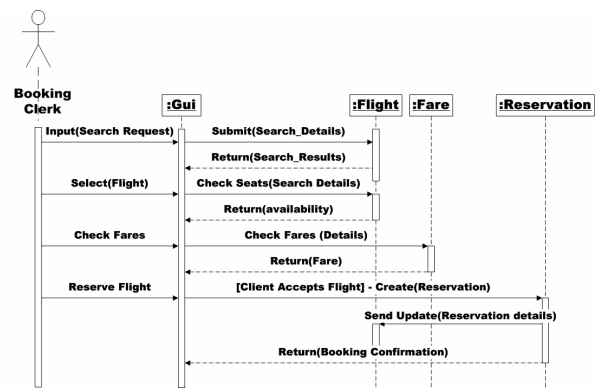 Booking
Clerk
:Gui
:Flight
:Fare
:Reservation
Input(Search Request)
Submit(Search_Details)
Return(Search_Results)
Select(Flight)
Check Seats(Search Details)
Return(availability)
Check Fares
Check Fares (Details)
Return(Fare)
Reserve Flight
[Client Accepts Flight] - Create(Reservation)
Send Update(Reservation details)
Return(Booking Confirmation)